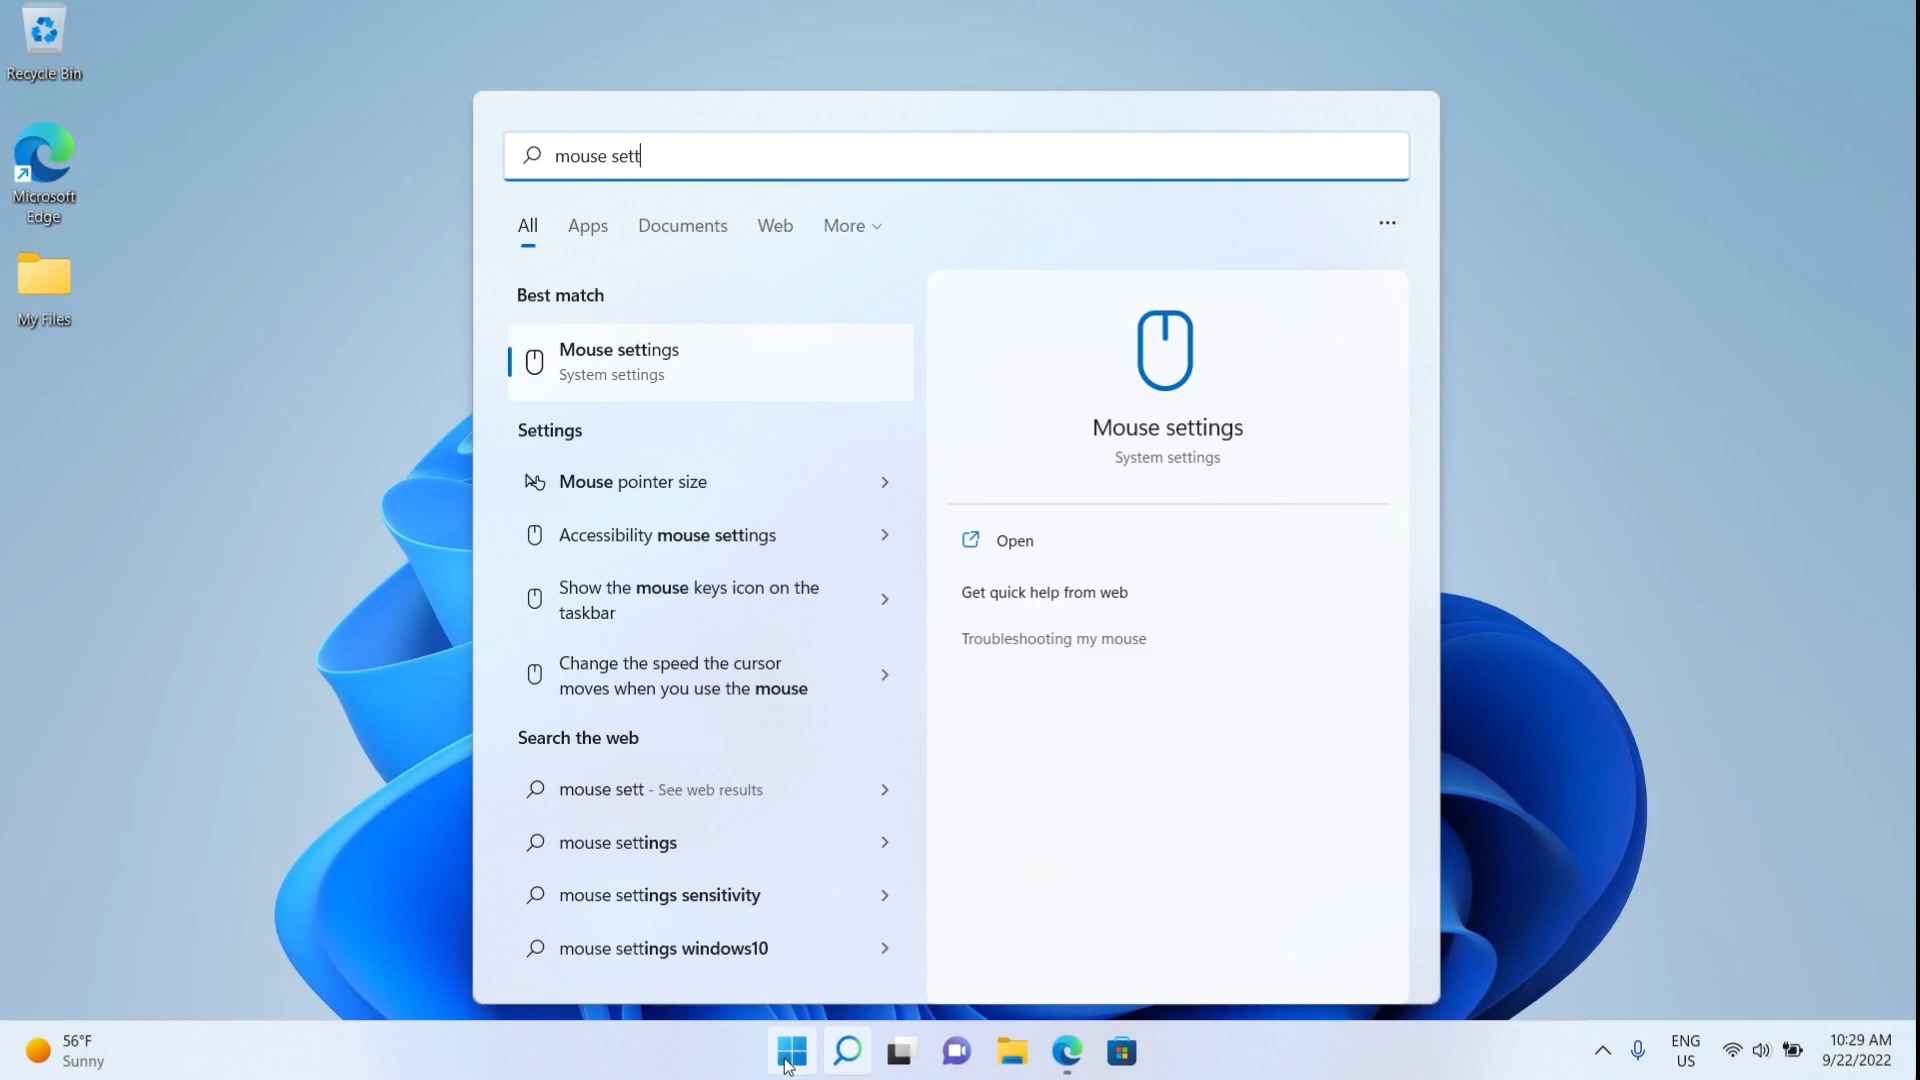 Recycle Bin
Microsoft
Edge
My Files
mouse sett
All Apps Documents Web More
Best match
Mouse settings
System settings
Settings
Mouse pointer size
Accessibility mouse settings
Show the mouse keys icon on the
taskbar
Change the speed the cursor
moves when you use the mouse
Search the web
mouse sett - See web results
mouse settings
mouse settings sensitivity
mouse settings windows10
Mouse settings
System settings
Open
Get quick help from web
Troubleshooting my mouse
56°F
Sunny
ENG
US
10:29 AM
9/22/2022